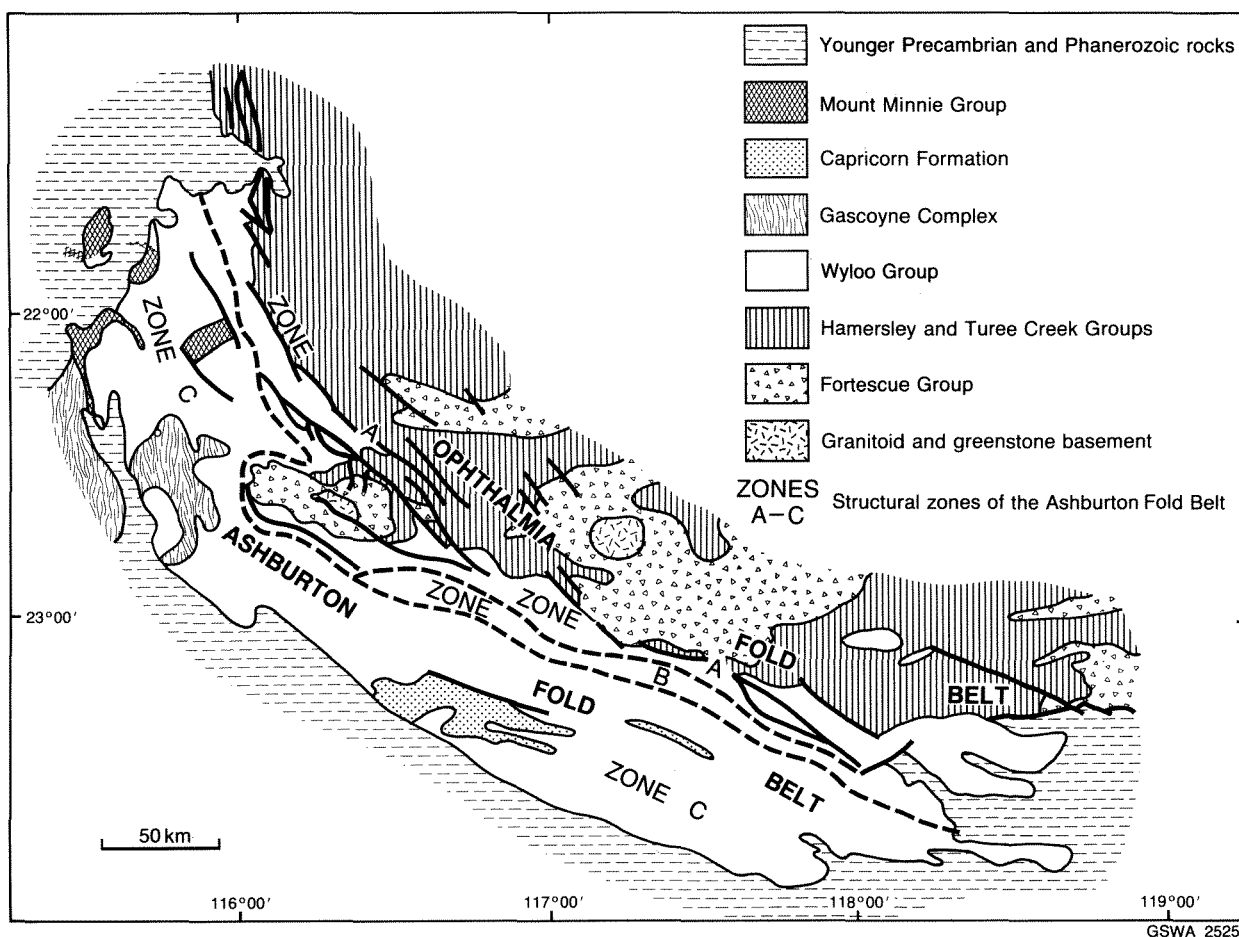 Younger Precambrian and Phanerozoic rocks
Mount Minnie Group
Capricorn Formation
Gascoyne Complex
Wyloo Group
Hamersley and Turee Creek Groups
Fortescue Group
Granitoid and greenstone basement
ZONES
A–C
Structural zones of the Ashburton Fold Belt
22°00'
23°00'
ZONE
C
ZONE
A
OPHTHALMIA
FOLD
BELT
ASHBURTON
FOLD
BELT
ZONE
B
ZONE
A
ZONE C
50 km
116°00'
117°00'
118°00'
119°00'
GSWA 2525